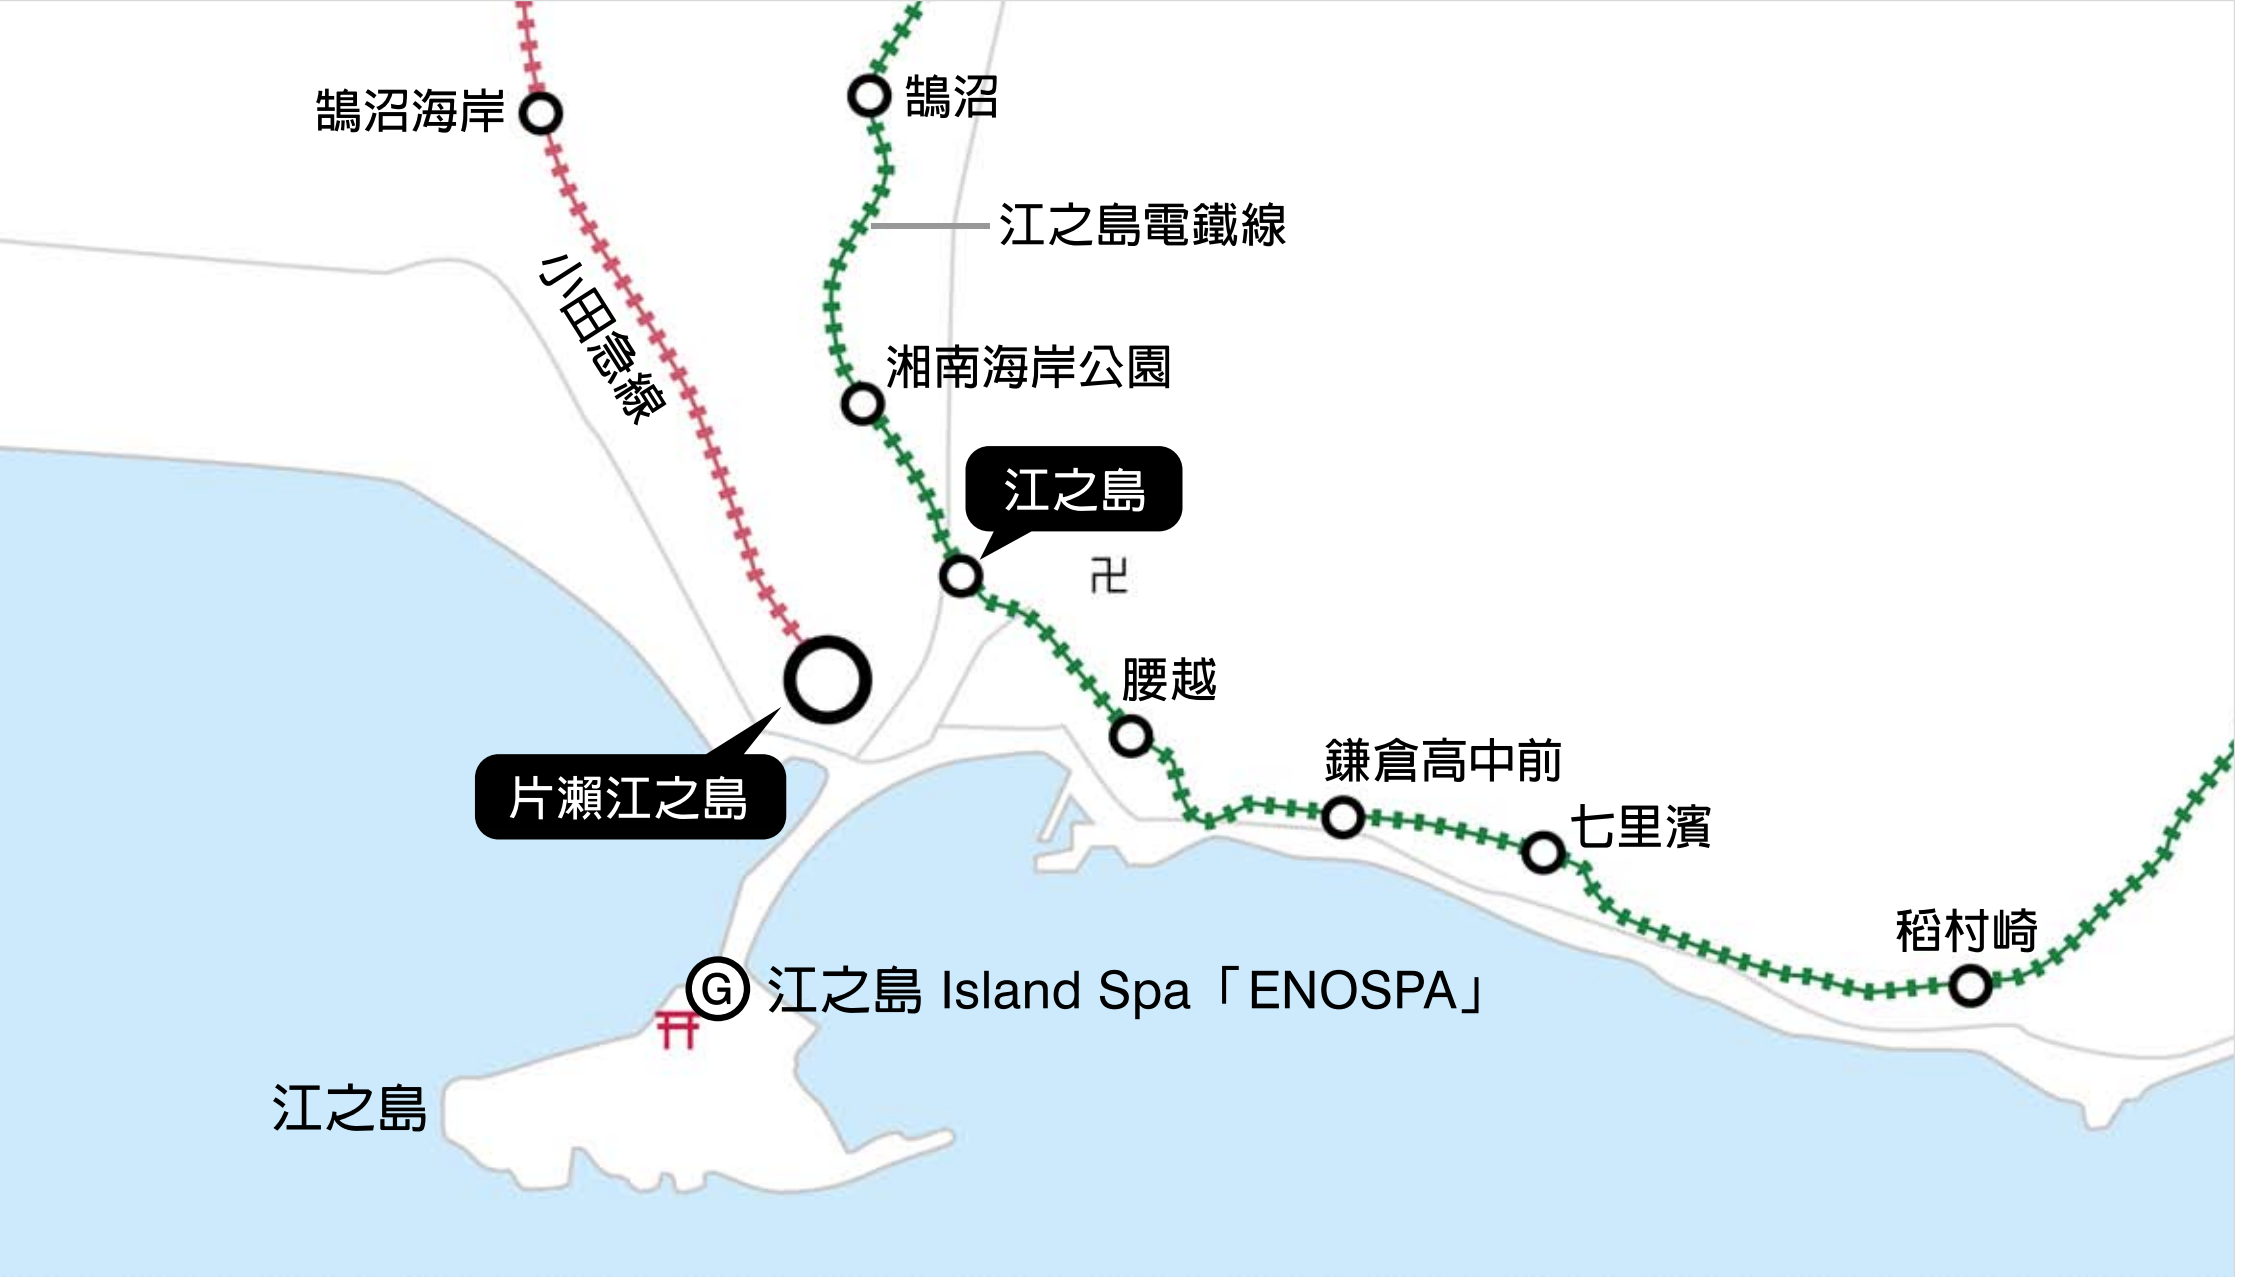 鵠沼
鵠沼海岸
江之島電鐵線
小田急線
湘南海岸公園
江之島
卍
腰越
片瀨江之島
鎌倉高中前
七里濱
稻村崎
G 江之島 Island Spa「ENOSPA」
江之島